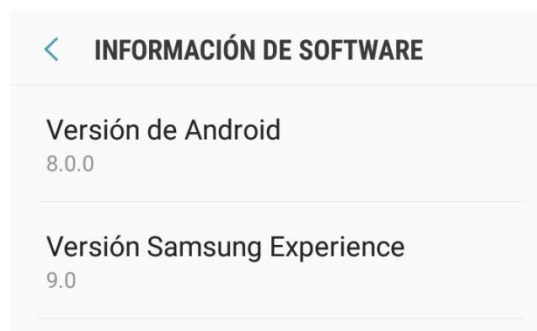 INFORMACIÓN DE SOFTWARE
Versión de Android
8.0.0
Versión Samsung Experience
9.0